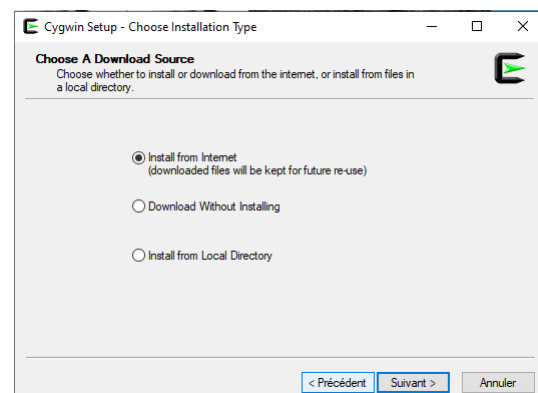 Cygwin Setup - Choose Installation Type
Choose A Download Source
Choose whether to install or download from the internet, or install from files in
a local directory.
Install from Internet
(downloaded files will be kept for future re-use)
Download Without Installing
Install from Local Directory
< Précédent
Suivant >
Annuler